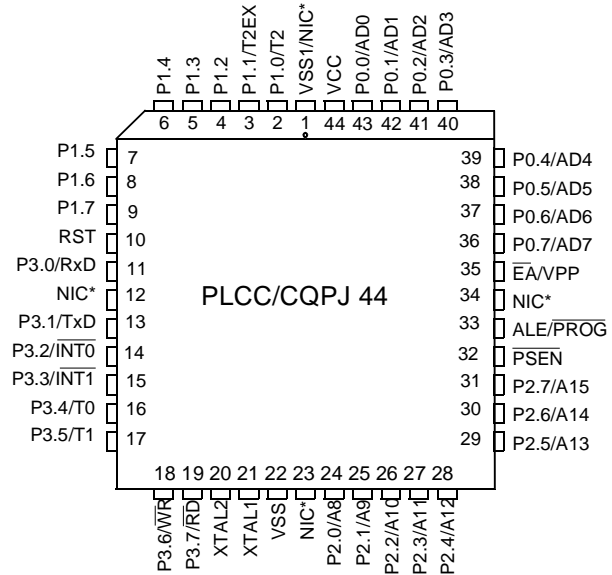 P1.4
P1.3
P1.2
P1.1/T2EX
P1.0/T2
VSS1/NIC*
VCC
P0.0/AD0
P0.1/AD1
P0.2/AD2
P0.3/AD3
6 5 4 3 2 1 44 43 42 41 40
P1.5 7
P1.6 8
P1.7 9
RST 10
P3.0/RxD 11
NIC* 12
P3.1/TxD 13
P3.2/INT0 14
P3.3/INT1 15
P3.4/T0 16
P3.5/T1 17
PLCC/CQPJ 44
39 P0.4/AD4
38 P0.5/AD5
37 P0.6/AD6
36 P0.7/AD7
35 EA/VPP
34 NIC*
33 ALE/PROG
32 PSEN
31 P2.7/A15
30 P2.6/A14
29 P2.5/A13
18 19 20 21 22 23 24 25 26 27 28
P3.6/WR
P3.7/RD
XTAL2
XTAL1
VSS
NIC*
P2.0/A8
P2.1/A9
P2.2/A10
P2.3/A11
P2.4/A12